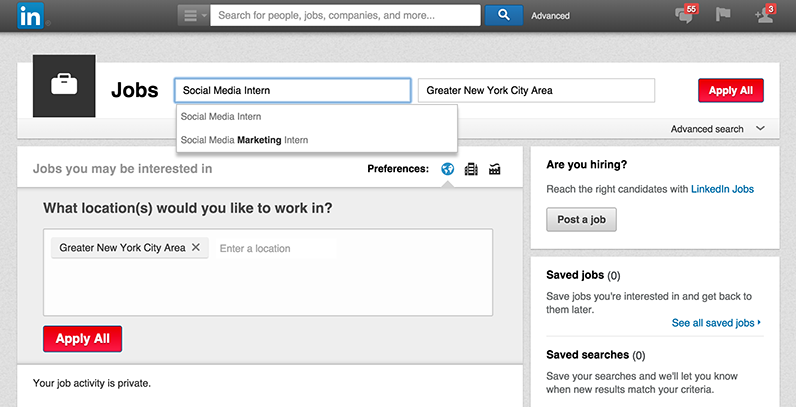 in
Search for people, jobs, companies, and more...
Advanced
55
3
Jobs
Social Media Intern
Greater New York City Area
Apply All
Social Media Intern
Social Media Marketing Intern
Advanced search
Jobs you may be interested in
Preferences:
What location(s) would you like to work in?
Greater New York City Area ✕
Enter a location
Apply All
Your job activity is private.
Are you hiring?
Reach the right candidates with LinkedIn Jobs
Post a job
Saved jobs (0)
Save jobs you're interested in and get back to
them later.
See all saved jobs
Saved searches (0)
Save your searches and we'll let you know
when new results match your criteria.